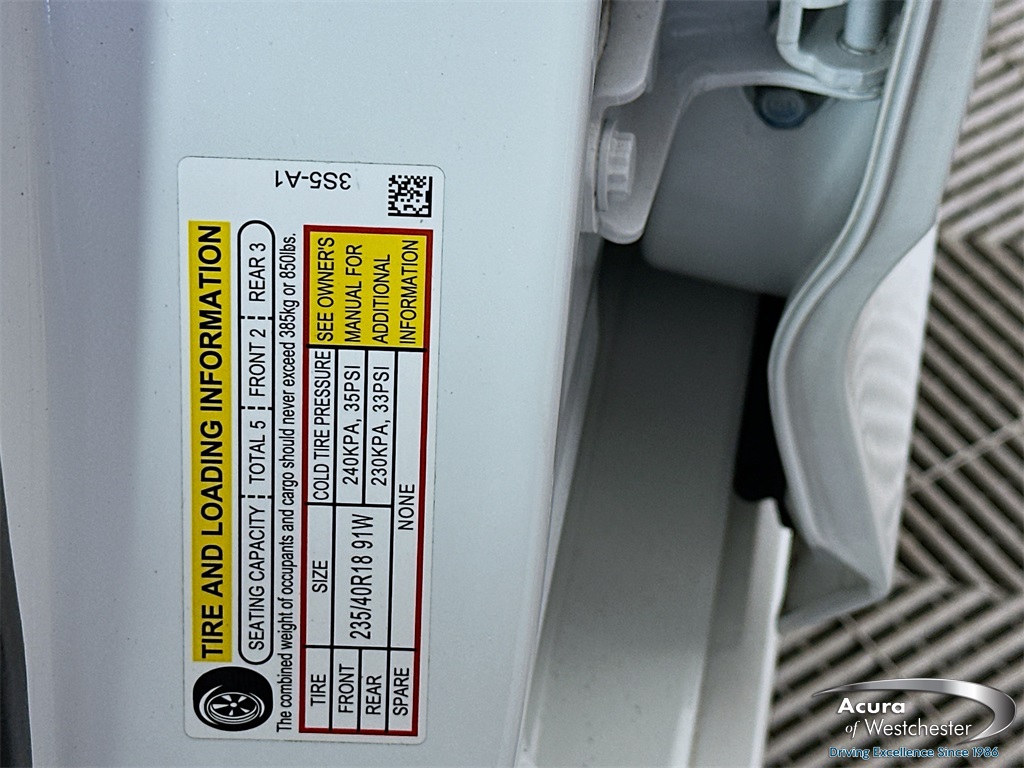 3S5-A1
TIRE AND LOADING INFORMATION
SEATING CAPACITY TOTAL 5 FRONT 2 REAR 3
The combined weight of occupants and cargo should never exceed 385kg or 850lbs.
TIRE SIZE COLD TIRE PRESSURE SEE OWNER'S
FRONT 235/40R18 91W 240KPA, 35PSI MANUAL FOR
REAR 230KPA, 33PSI ADDITIONAL
SPARE NONE INFORMATION
Acura
of Westchester
Driving Excellence Since 1986